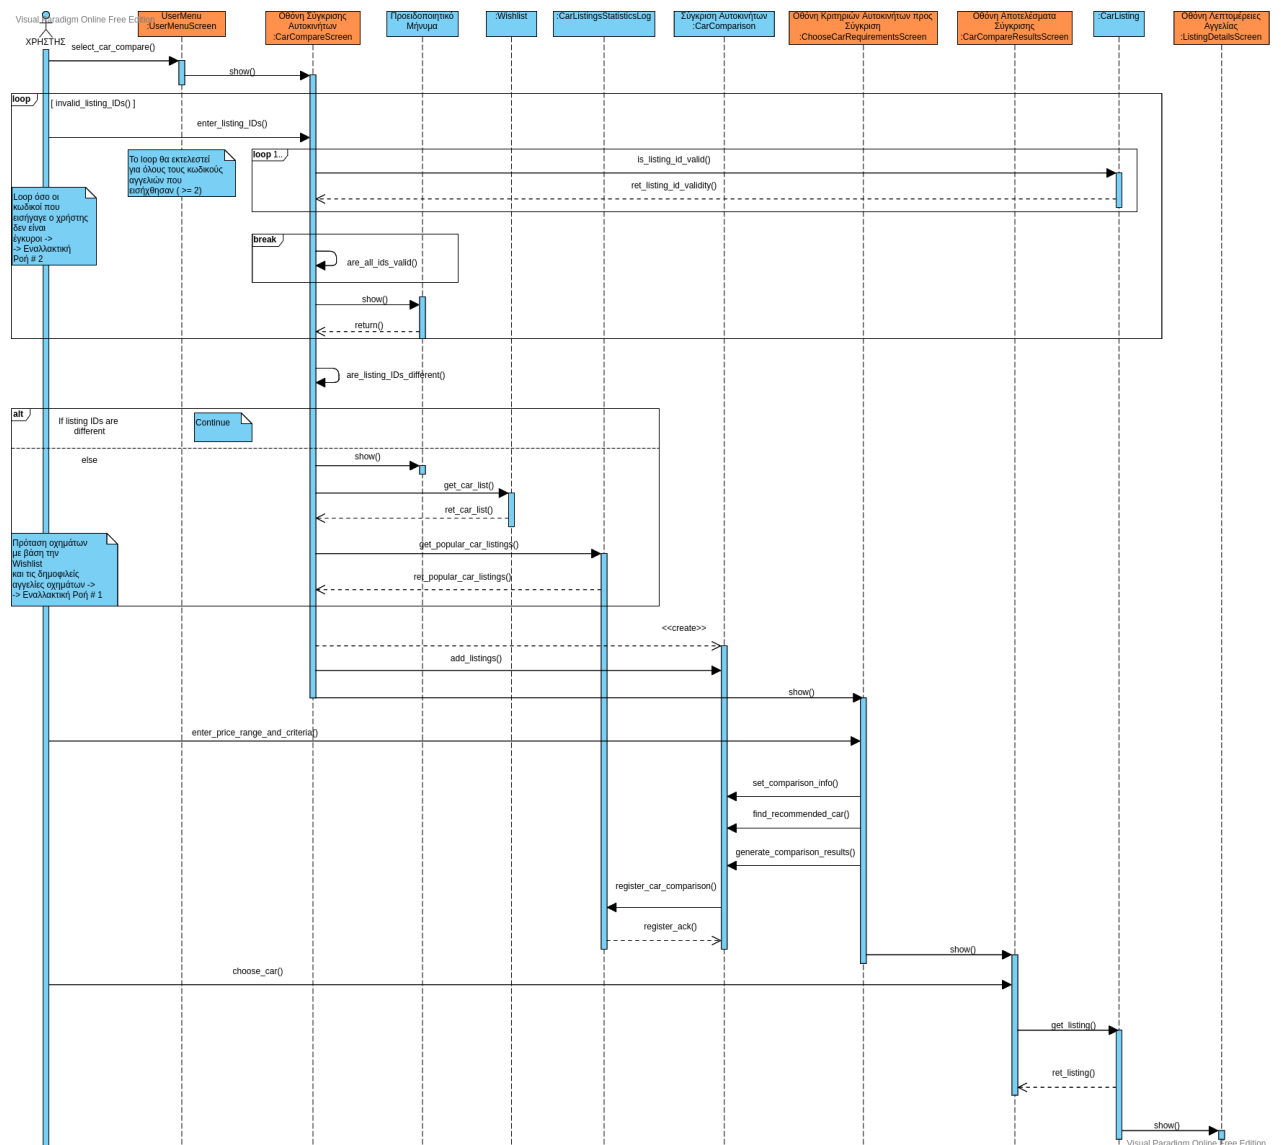 Visual Paradigm Online Free Edition
ΧΡΗΣΤΗΣ
UserMenu
:UserMenuScreen
Οθόνη Σύγκρισης
Αυτοκινήτων
:CarCompareScreen
Προειδοποιητικό
Μήνυμα
:Wishlist
:CarListingsStatisticsLog
Σύγκριση Αυτοκινήτων
:CarComparison
Οθόνη Κριτηριών Αυτοκινήτων προς
Σύγκριση
:ChooseCarRequirementsScreen
Οθόνη Αποτελέσματα
Σύγκρισης
:CarCompareResultsScreen
:CarListing
Οθόνη Λεπτομέρειες
Αγγελίας
:ListingDetailsScreen
select_car_compare()
show()
loop
[ invalid_listing_IDs() ]
enter_listing_IDs()
Το loop θα εκτελεστεί
για όλους τους κωδικούς
αγγελιών που
εισήχθησαν ( >= 2)
loop 1..
is_listing_id_valid()
ret_listing_id_validity()
Loop όσο οι
κωδικοί που
εισήγαγε ο χρήστης
δεν είναι
έγκυροι ->
-> Εναλλακτική
Ροή # 2
break
are_all_ids_valid()
show()
return()
are_listing_IDs_different()
alt
If listing IDs are
different
Continue
else
show()
get_car_list()
ret_car_list()
get_popular_car_listings()
ret_popular_car_listings()
Πρόταση οχημάτων
με βάση την
Wishlist
και τις δημοφιλείς
αγγελίες οχημάτων ->
-> Εναλλακτική Ροή # 1
<<create>>
add_listings()
show()
enter_price_range_and_criteria()
set_comparison_info()
find_recommended_car()
generate_comparison_results()
register_car_comparison()
register_ack()
show()
choose_car()
get_listing()
ret_listing()
show()
Visual Paradigm Online Free Edition